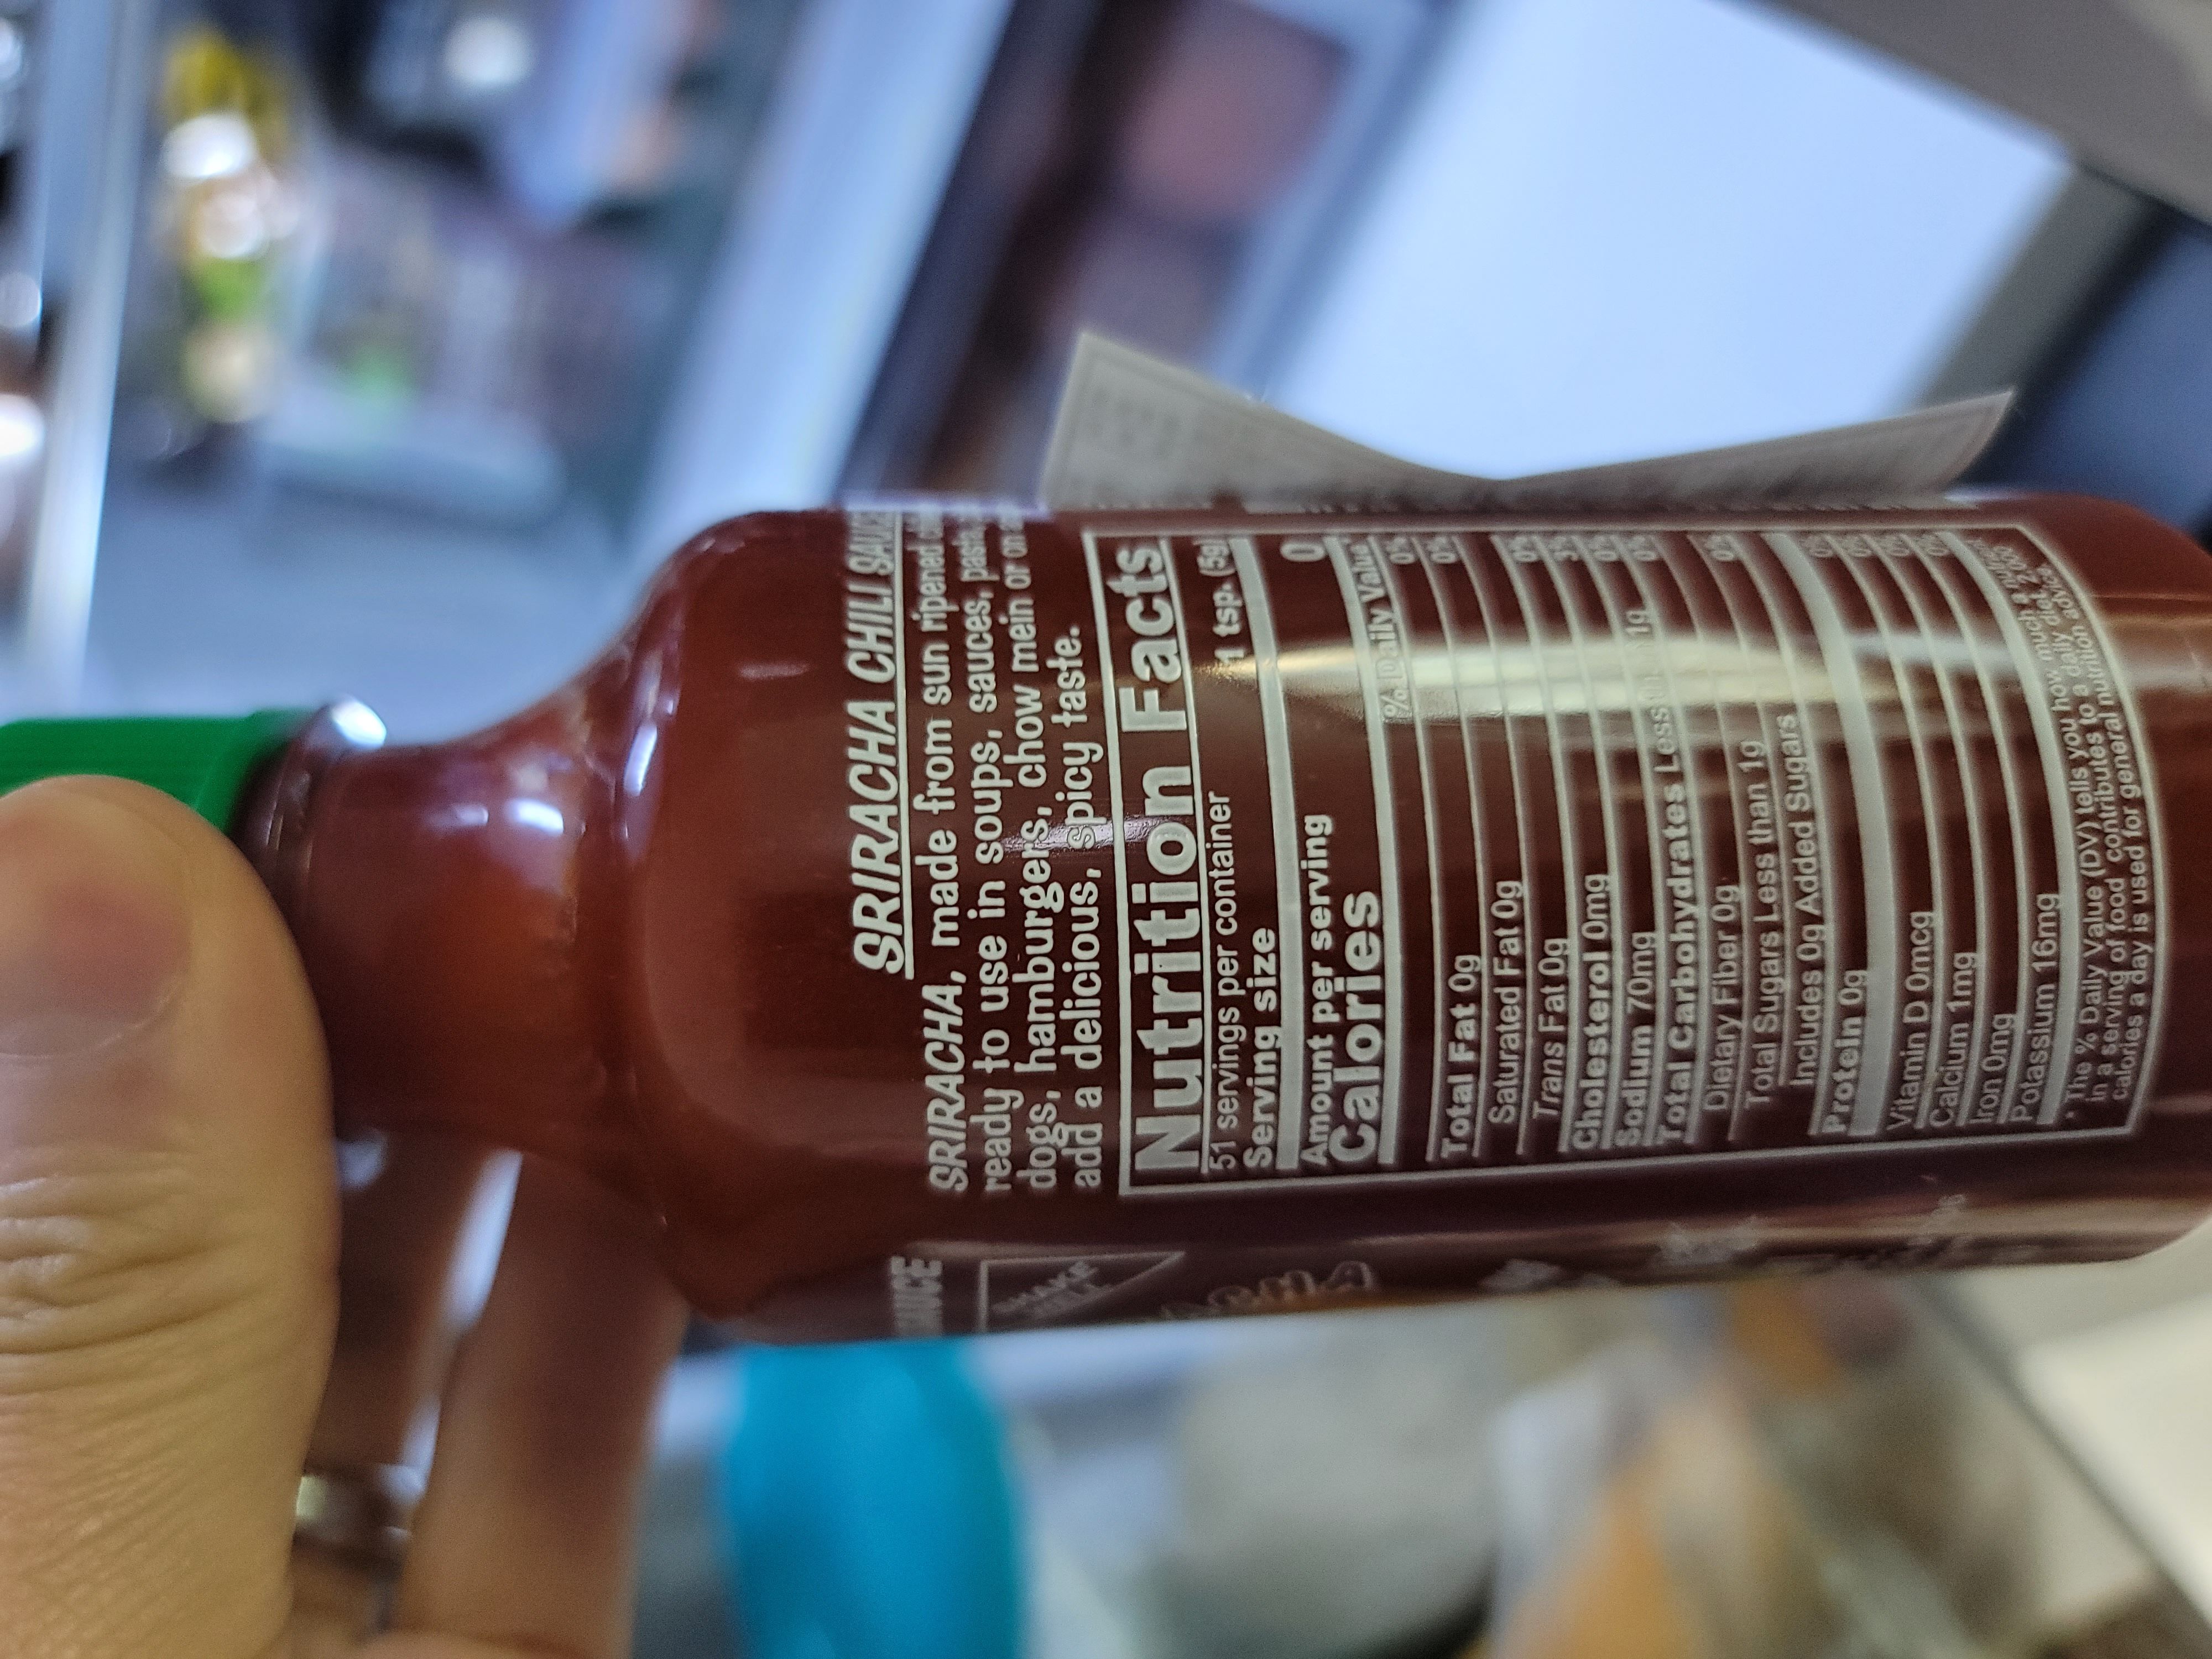 SRIRACHA CHILI SAUCE
SRIRACHA, made from sun ripened
ready to use in soups, sauces, pasta
dogs, hamburgers, chow mein or on
add a delicious, spicy taste.
Nutrition Facts
51 servings per container
Serving size 1 tsp. (5g)
Amount per serving
Calories 0
% Daily Value
Total Fat 0g 0%
Saturated Fat 0g 0%
Trans Fat 0g
Cholesterol 0mg 0%
Sodium 70mg 3%
Total Carbohydrates Less than 1g 0%
Dietary Fiber 0g 0%
Total Sugars Less than 1g
Includes 0g Added Sugars 0%
Protein 0g
Vitamin D 0mcg 0%
Calcium 1mg 0%
Iron 0mg 0%
Potassium 16mg 0%
* The % Daily Value (DV) tells you how much a
in a serving of food contributes to a daily diet. 2,000
calories a day is used for general nutrition advice.
SAUCE
SHAKE
WELL